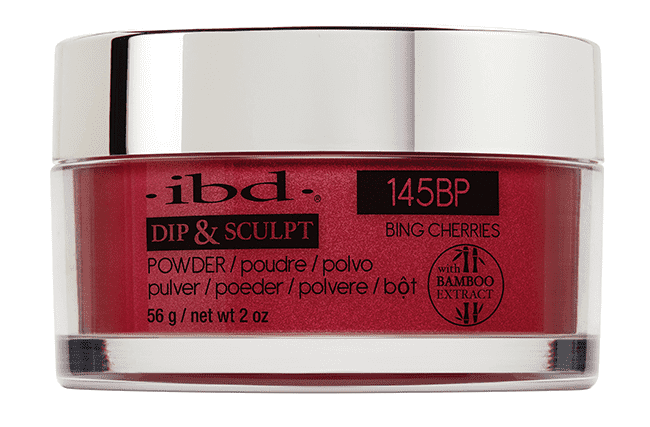 ·ibd·®
DIP & SCULPT
POWDER / poudre / polvo
pulver / poeder / polvere / bột
56 g / net wt 2 oz
145BP
BING CHERRIES
with
BAMBOO
EXTRACT